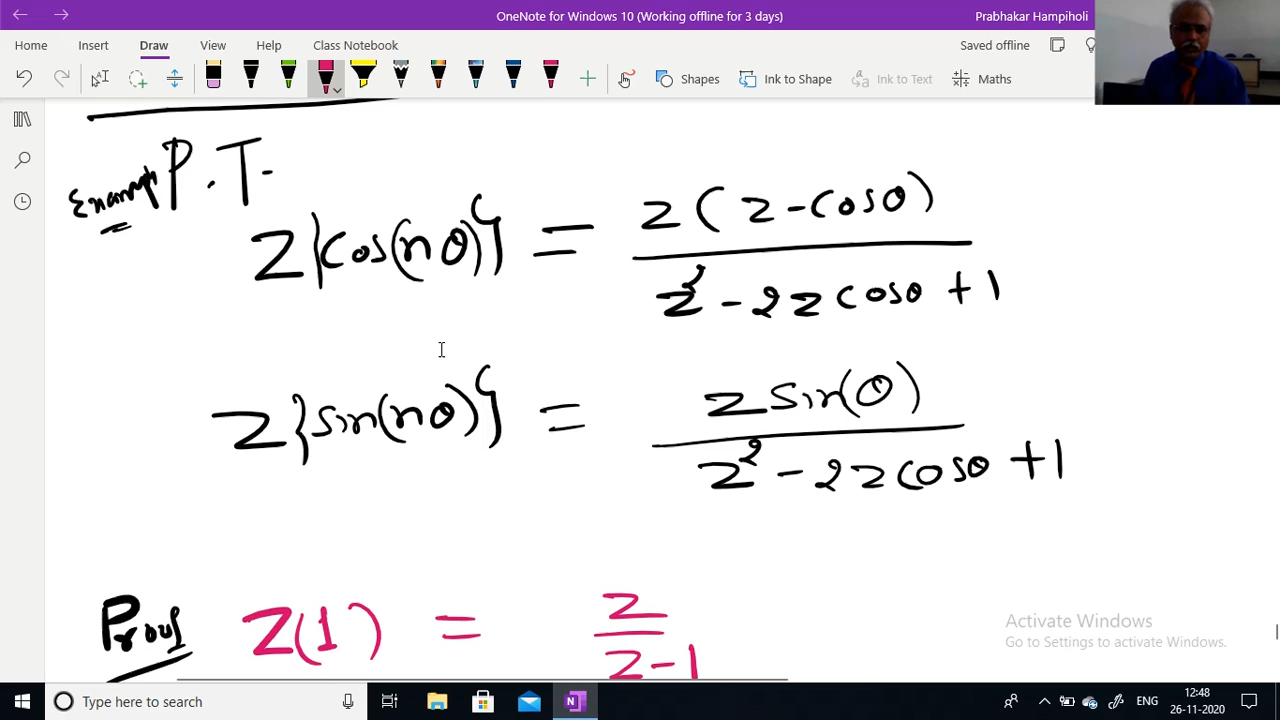 OneNote for Windows 10 (Working offline for 3 days)
Prabhakar Hampiholi
Home Insert Draw View Help Class Notebook
Saved offline
Shapes Ink to Shape Ink to Text Maths
Example P.T.
Z{cos(nθ)} = z(z-cosθ) / z² - 2z cosθ + 1
Z{sin(nθ)} = z sin(θ) / z² - 2z cosθ + 1
Proof Z(1) = z / z-1
Activate Windows
Go to Settings to activate Windows.
Type here to search
ENG
12:48
26-11-2020